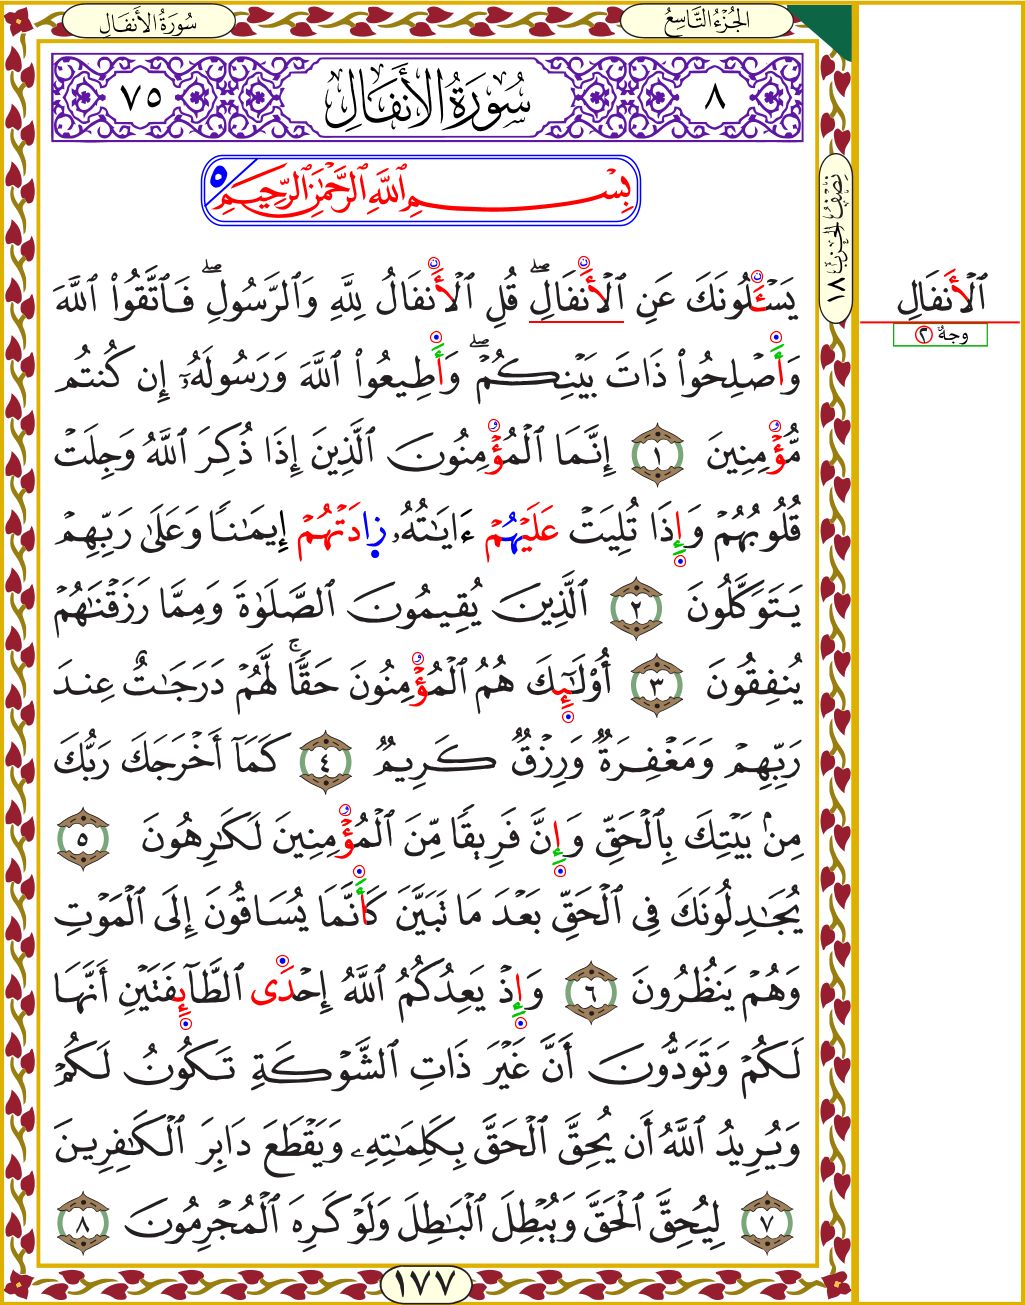 سُورَةُ الأَنفَالِ
الجُزْءُ التَّاسِعُ
٧٥ سُورَةُ الأَنفَالِ ٨
بِسْمِ ٱللَّهِ ٱلرَّحْمَٰنِ ٱلرَّحِيمِ ٥
نِصْفُ الحِزْبِ ١٨
يَسْـَٔلُونَكَ عَنِ ٱلْأَنفَالِۖ قُلِ ٱلْأَنفَالُ لِلَّهِ وَٱلرَّسُولِۖ فَٱتَّقُوا۟ ٱللَّهَ
وَأَصْلِحُوا۟ ذَاتَ بَيْنِكُمْۖ وَأَطِيعُوا۟ ٱللَّهَ وَرَسُولَهُۥٓ إِن كُنتُم
مُّؤْمِنِينَ ١ إِنَّمَا ٱلْمُؤْمِنُونَ ٱلَّذِينَ إِذَا ذُكِرَ ٱللَّهُ وَجِلَتْ
قُلُوبُهُمْ وَإِذَا تُلِيَتْ عَلَيْهُمْ ءَايَٰتُهُۥ زَادَتْهُمْ إِيمَٰنًا وَعَلَىٰ رَبِّهِمْ
يَتَوَكَّلُونَ ٢ ٱلَّذِينَ يُقِيمُونَ ٱلصَّلَوٰةَ وَمِمَّا رَزَقْنَٰهُمْ
يُنفِقُونَ ٣ أُو۟لَٰٓئِكَ هُمُ ٱلْمُؤْمِنُونَ حَقًّاۚ لَّهُمْ دَرَجَٰتٌ عِندَ
رَبِّهِمْ وَمَغْفِرَةٌ وَرِزْقٌ كَرِيمٌ ٤ كَمَآ أَخْرَجَكَ رَبُّكَ
مِنۢ بَيْتِكَ بِٱلْحَقِّ وَإِنَّ فَرِيقًا مِّنَ ٱلْمُؤْمِنِينَ لَكَٰرِهُونَ ٥
يُجَٰدِلُونَكَ فِى ٱلْحَقِّ بَعْدَ مَا تَبَيَّنَ كَأَنَّمَا يُسَاقُونَ إِلَى ٱلْمَوْتِ
وَهُمْ يَنظُرُونَ ٦ وَإِذْ يَعِدُكُمُ ٱللَّهُ إِحْدَى ٱلطَّآئِفَتَيْنِ أَنَّهَا
لَكُمْ وَتَوَدُّونَ أَنَّ غَيْرَ ذَاتِ ٱلشَّوْكَةِ تَكُونُ لَكُمْ
وَيُرِيدُ ٱللَّهُ أَن يُحِقَّ ٱلْحَقَّ بِكَلِمَٰتِهِۦ وَيَقْطَعَ دَابِرَ ٱلْكَٰفِرِينَ
٧ لِيُحِقَّ ٱلْحَقَّ وَيُبْطِلَ ٱلْبَٰطِلَ وَلَوْ كَرِهَ ٱلْمُجْرِمُونَ ٨
١٧٧
ٱلْأَنفَالِ
وجهٌ ٢